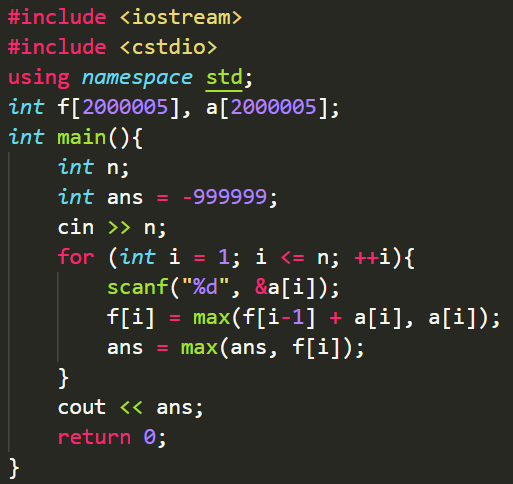 #include <iostream>
#include <cstdio>
using namespace std;
int f[2000005], a[2000005];
int main(){
    int n;
    int ans = -999999;
    cin >> n;
    for (int i = 1; i <= n; ++i){
        scanf("%d", &a[i]);
        f[i] = max(f[i-1] + a[i], a[i]);
        ans = max(ans, f[i]);
    }
    cout << ans;
    return 0;
}